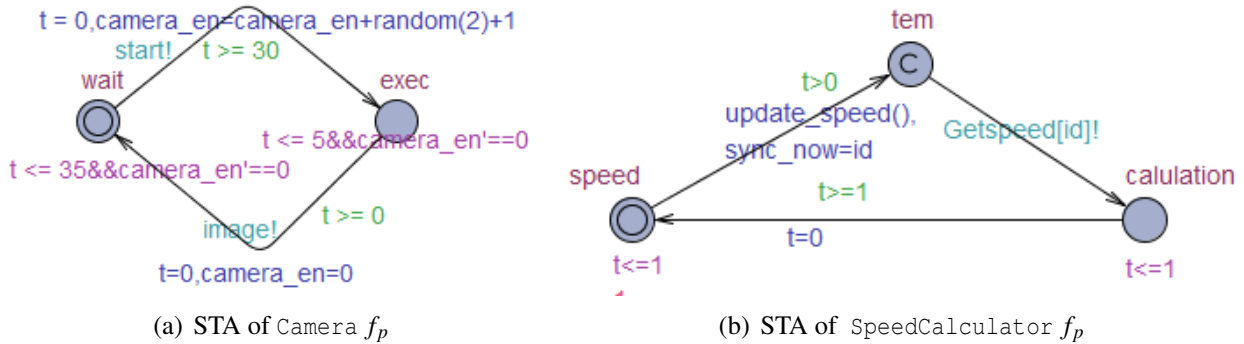 t = 0,camera_en=camera_en+random(2)+1
start!
t >= 30
wait
exec
t <= 5&&camera_en'==0
t <= 35&&camera_en'==0
t >= 0
image!
t=0,camera_en=0
(a) STA of Camera fp
tem
C
t>0
update_speed(),
sync_now=id
Getspeed[id]!
speed
calulation
t>=1
t=0
t<=1
t<=1
(b) STA of SpeedCalculator fp